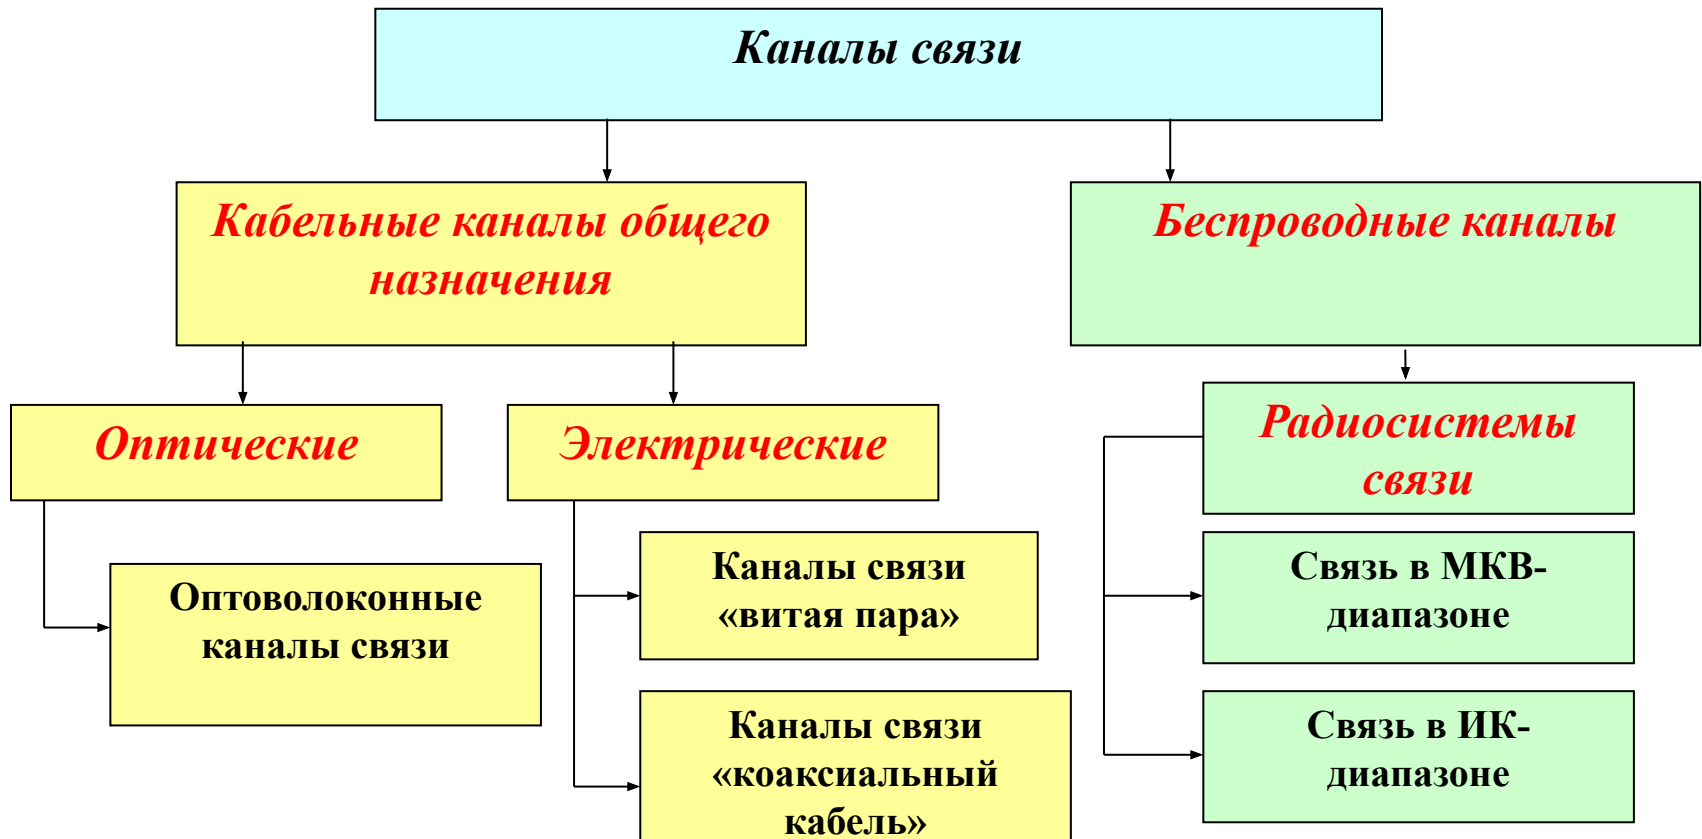 Каналы связи
Кабельные каналы общего
назначения
Беспроводные каналы
Оптические
Электрические
Радиосистемы
связи
Оптоволоконные
каналы связи
Каналы связи
«витая пара»
Каналы связи
«коаксиальный
кабель»
Связь в МКВ-
диапазоне
Связь в ИК-
диапазоне